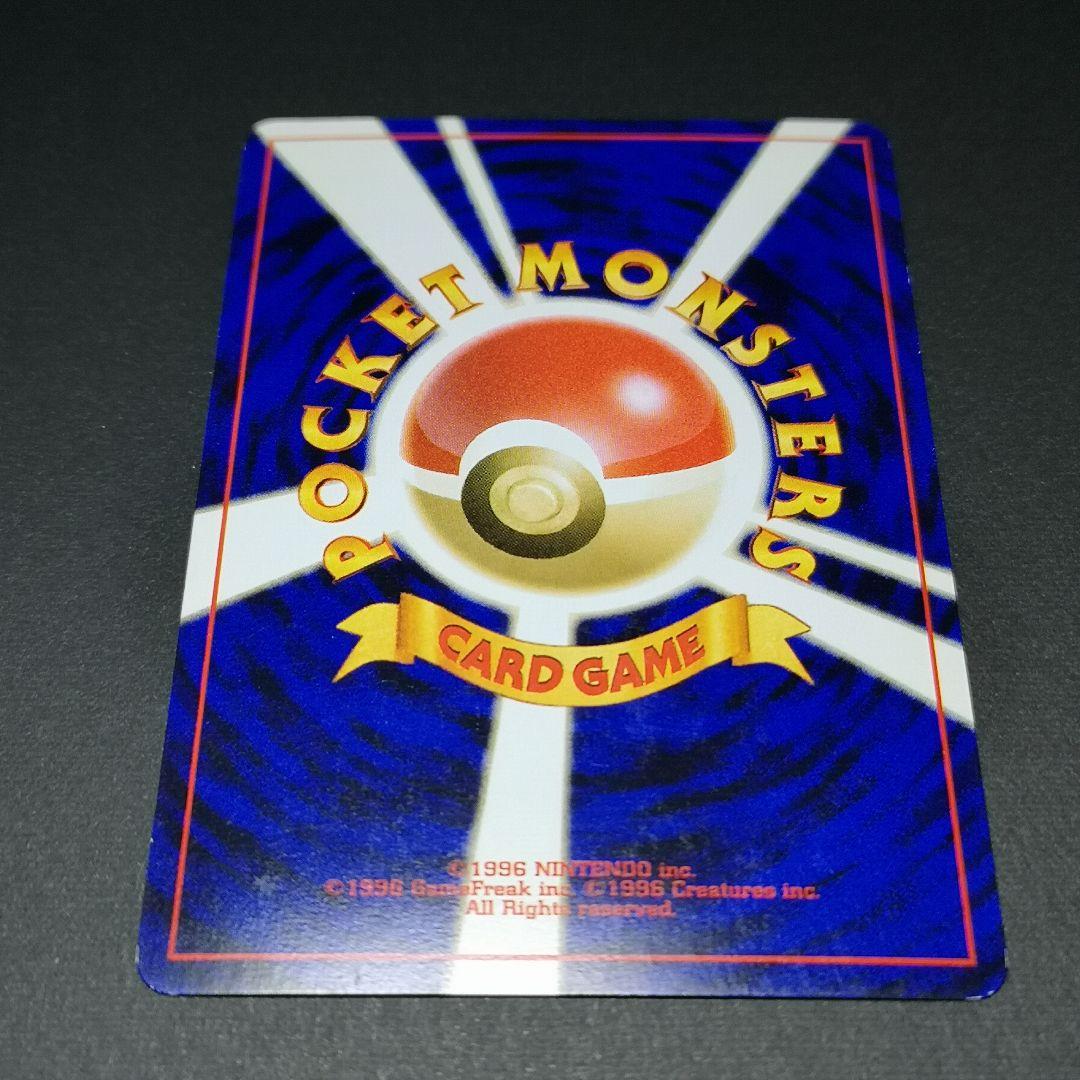 POCKET MONSTERS
CARD GAME
©1996 NINTENDO inc.
©1996 GameFreak inc. ©1996 Creatures inc.
All Rights reserved.